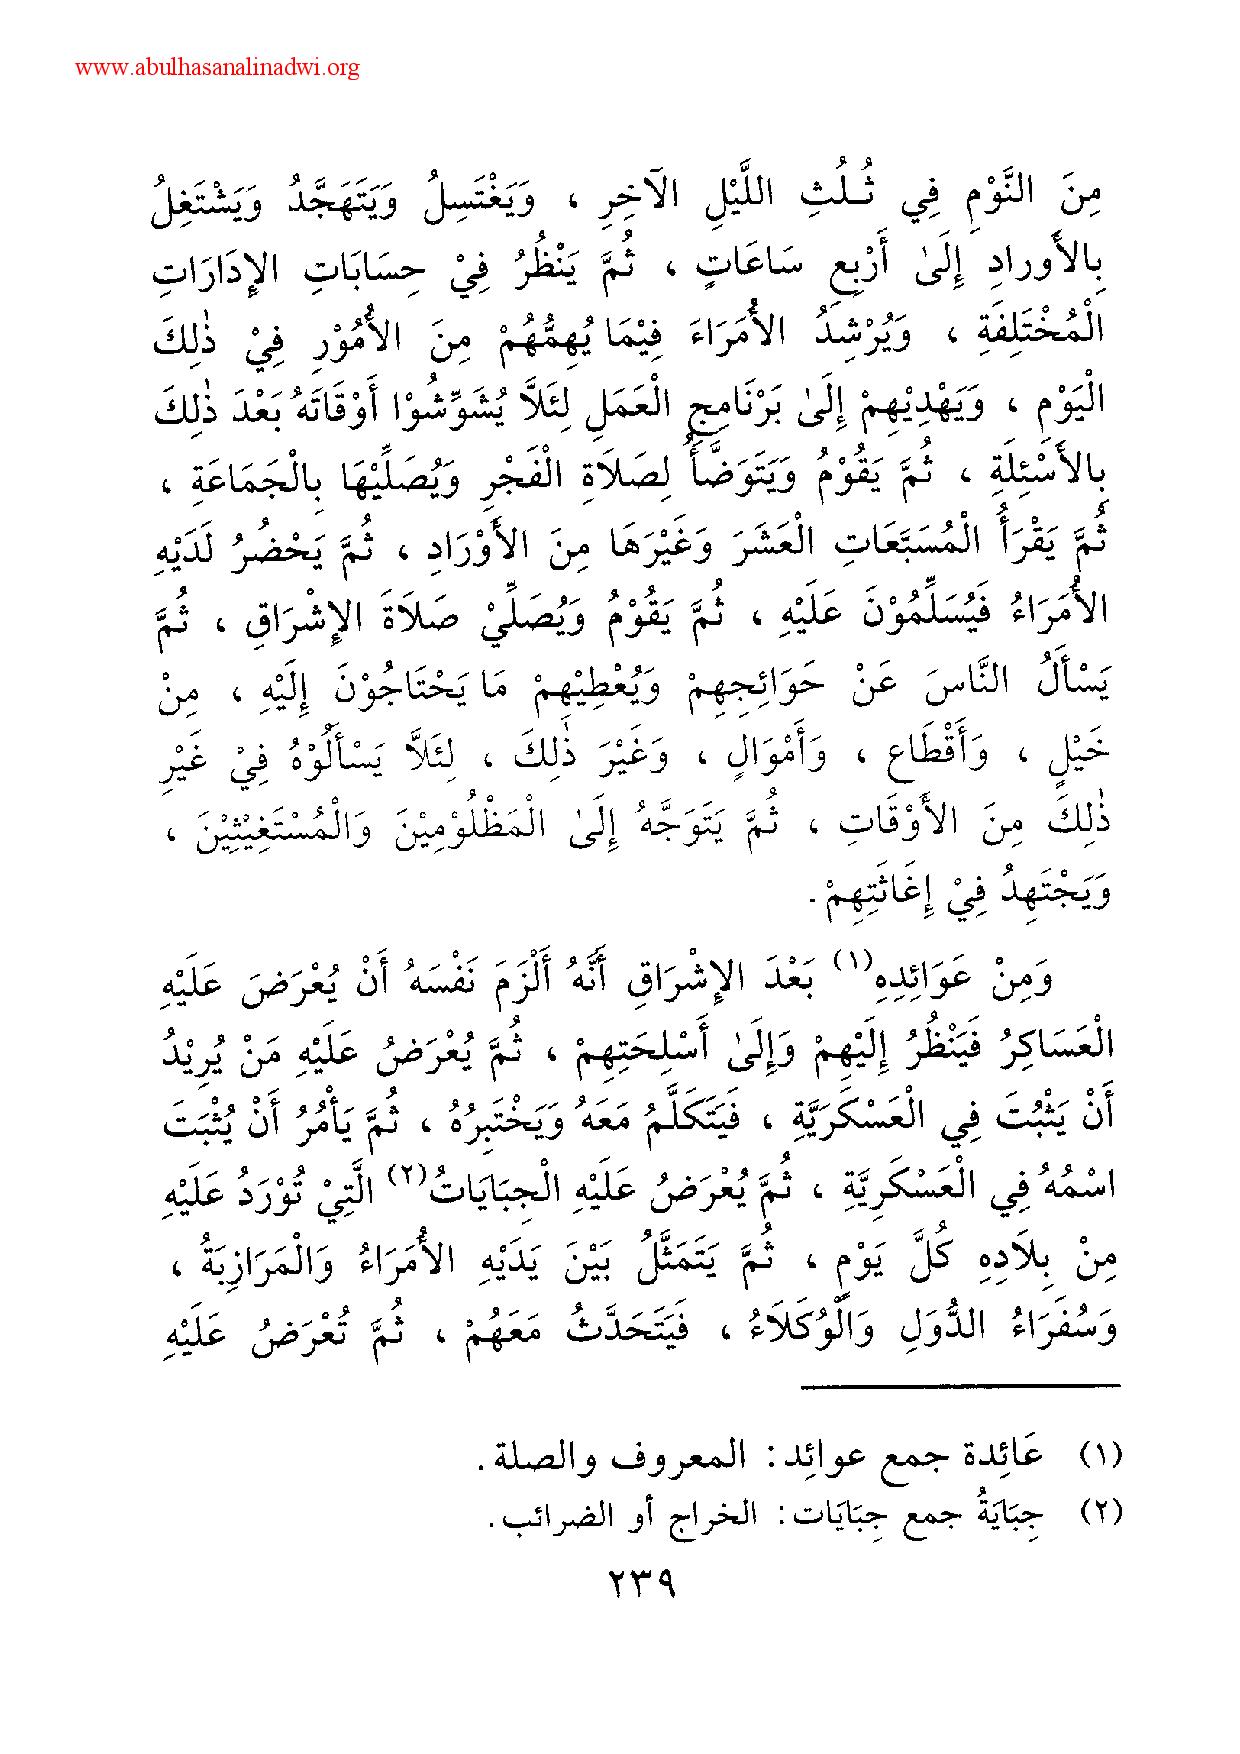 www.abulhasanalinadwi.org
مِنَ النَّوْمِ فِي ثُلُثِ اللَّيْلِ الآخِرِ ، وَيَغْتَسِلُ وَيَتَهَجَّدُ وَيَشْتَغِلُ
بِالأَورادِ إِلَىٰ أَرْبِعِ سَاعَاتٍ ، ثُمَّ يَنْظُرُ فِيْ حِسَابَاتِ الإِدَارَاتِ
الْمُخْتَلِفَةِ ، وَيُرْشِدُ الأُمَرَاءَ فِيْمَا يُهِمُّهُمْ مِنَ الأُمُوْرِ فِيْ ذٰلِكَ
الْيَوْمِ ، وَيَهْدِيْهِمْ إِلَىٰ بَرْنَامِجِ الْعَمَلِ لِئَلاَّ يُشَوِّشُوْا أَوْقَاتَهُ بَعْدَ ذٰلِكَ
بِالأَسْئِلَةِ ، ثُمَّ يَقُوْمُ وَيَتَوَضَّأُ لِصَلاَةِ الْفَجْرِ وَيُصَلِّيْهَا بِالْجَمَاعَةِ ،
ثُمَّ يَقْرَأُ الْمُسَبَّعَاتِ الْعَشَرَ وَغَيْرَهَا مِنَ الأَوْرَادِ ، ثُمَّ يَحْضُرُ لَدَيْهِ
الأُمَرَاءُ فَيُسَلِّمُوْنَ عَلَيْهِ ، ثُمَّ يَقُوْمُ وَيُصَلِّيْ صَلاَةَ الإِشْرَاقِ ، ثُمَّ
يَسْأَلُ النَّاسَ عَنْ حَوَائِجِهِمْ وَيُعْطِيْهِمْ مَا يَحْتَاجُوْنَ إِلَيْهِ ، مِنْ
خَيْلٍ ، وَأَقْطَاعٍ ، وَأَمْوَالٍ ، وَغَيْرَ ذٰلِكَ ، لِئَلاَّ يَسْأَلُوْهُ فِيْ غَيْرِ
ذٰلِكَ مِنَ الأَوْقَاتِ ، ثُمَّ يَتَوَجَّهُ إِلَىٰ الْمَظْلُوْمِيْنَ وَالْمُسْتَغِيْثِيْنَ ،
وَيَجْتَهِدُ فِيْ إِغَاثَتِهِمْ .
وَمِنْ عَوَائِدِهِ(١) بَعْدَ الإِشْرَاقِ أَنَّهُ أَلْزَمَ نَفْسَهُ أَنْ يُعْرَضَ عَلَيْهِ
الْعَسَاكِرُ فَيَنْظُرُ إِلَيْهِمْ وَإِلَىٰ أَسْلِحَتِهِمْ ، ثُمَّ يُعْرَضُ عَلَيْهِ مَنْ يُرِيْدُ
أَنْ يَثْبُتَ فِي الْعَسْكَرِيَّةِ ، فَيَتَكَلَّمُ مَعَهُ وَيَخْتَبِرُهُ ، ثُمَّ يَأْمُرُ أَنْ يُثْبَتَ
اسْمُهُ فِي الْعَسْكَرِيَّةِ ، ثُمَّ يُعْرَضُ عَلَيْهِ الْجِبَايَاتُ(٢) الَّتِيْ تُوْرَدُ عَلَيْهِ
مِنْ بِلاَدِهِ كُلَّ يَوْمٍ ، ثُمَّ يَتَمَثَّلُ بَيْنَ يَدَيْهِ الأُمَرَاءُ وَالْمَرَازِبَةُ ،
وَسُفَرَاءُ الدُّوَلِ وَالْوُكَلاَءُ ، فَيَتَحَدَّثُ مَعَهُمْ ، ثُمَّ تُعْرَضُ عَلَيْهِ
(١) عَائِدة جمع عوائِد : المعروف والصلة .
(٢) جِبَايَةُ جمع جِبَايَات : الخراج أو الضرائب .
٢٣٩